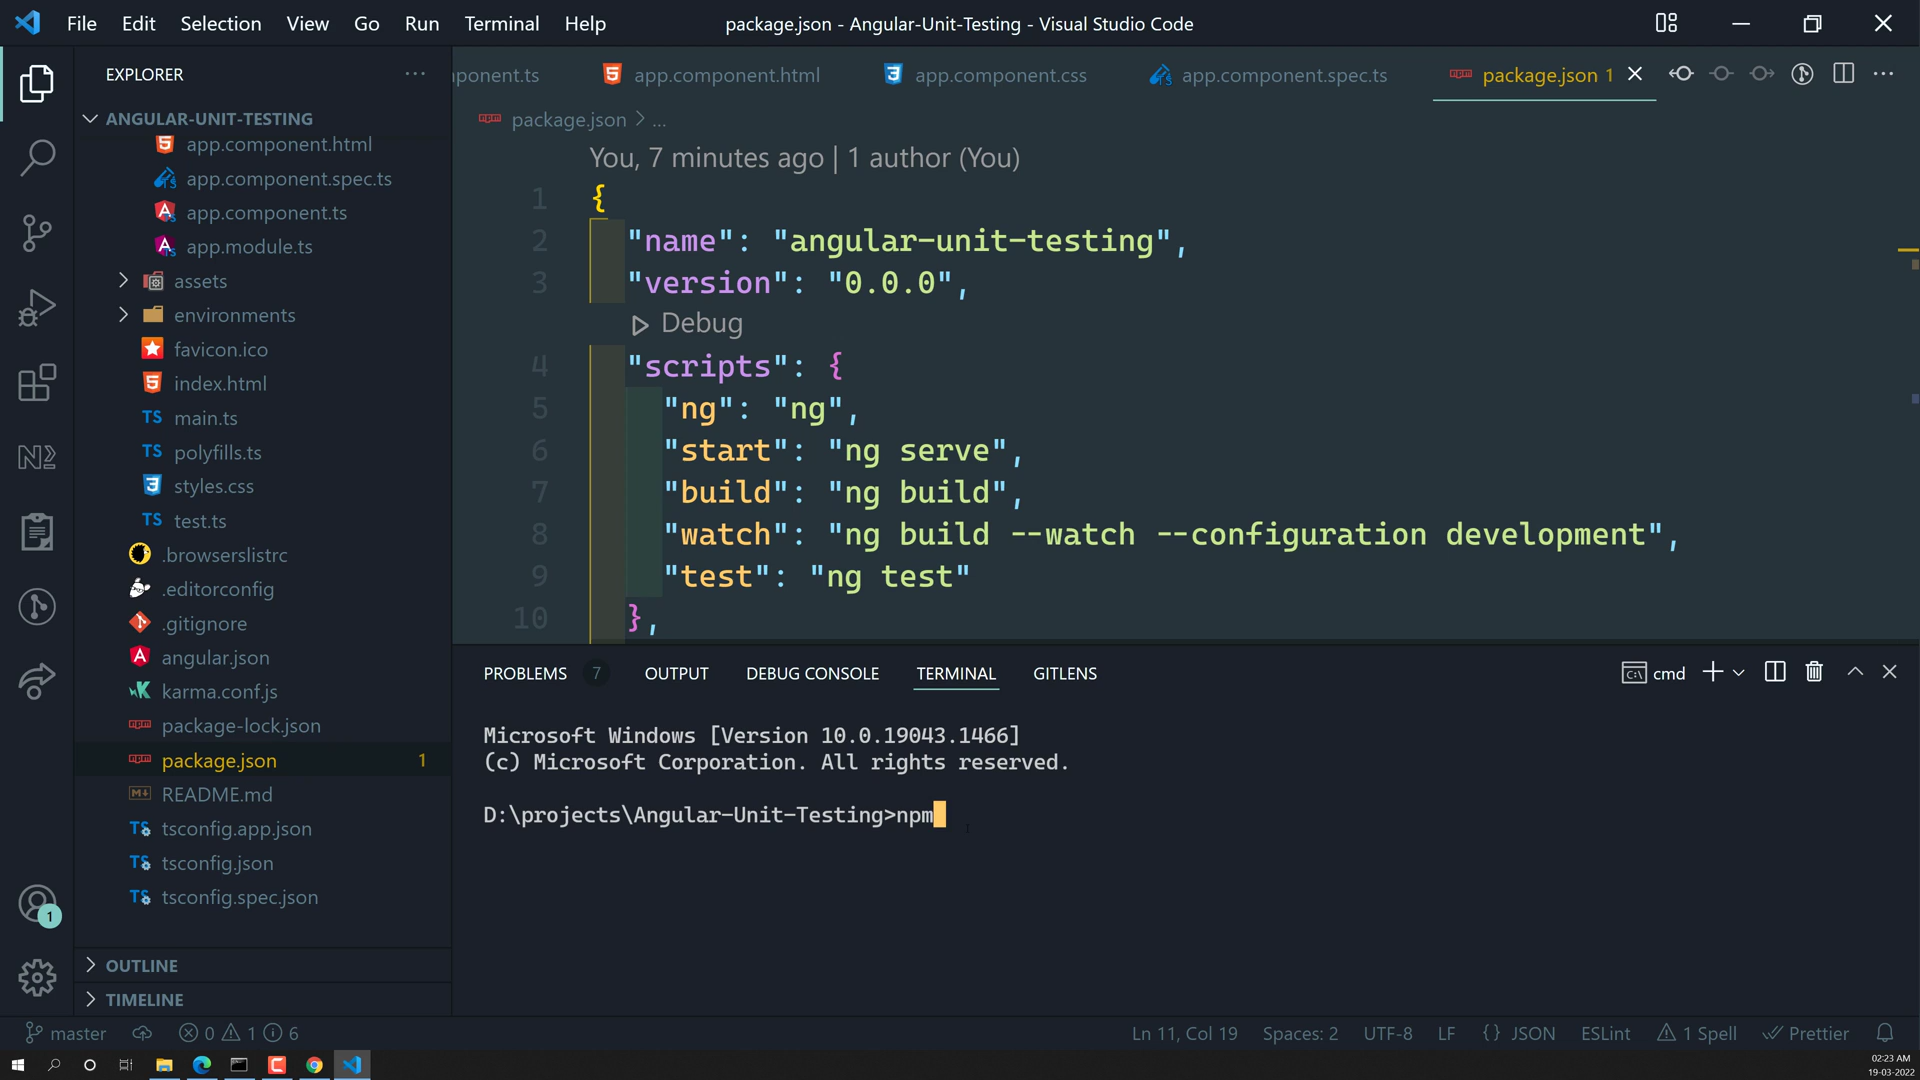 File Edit Selection View Go Run Terminal Help package.json - Angular-Unit-Testing - Visual Studio Code
EXPLORER
ANGULAR-UNIT-TESTING
app.component.html
app.component.spec.ts
app.component.ts
app.module.ts
assets
environments
favicon.ico
index.html
TS main.ts
TS polyfills.ts
styles.css
TS test.ts
.browserslistrc
.editorconfig
.gitignore
angular.json
karma.conf.js
package-lock.json
package.json 1
README.md
tsconfig.app.json
tsconfig.json
tsconfig.spec.json
OUTLINE
TIMELINE
1
ponent.ts app.component.html app.component.css app.component.spec.ts package.json 1
package.json > ...
You, 7 minutes ago | 1 author (You)
1 {
2 "name": "angular-unit-testing",
3 "version": "0.0.0",
Debug
4 "scripts": {
5 "ng": "ng",
6 "start": "ng serve",
7 "build": "ng build",
8 "watch": "ng build --watch --configuration development",
9 "test": "ng test"
10 },
PROBLEMS 7 OUTPUT DEBUG CONSOLE TERMINAL GITLENS cmd
Microsoft Windows [Version 10.0.19043.1466]
(c) Microsoft Corporation. All rights reserved.
D:\projects\Angular-Unit-Testing>npm
master 0 1 6 Ln 11, Col 19 Spaces: 2 UTF-8 LF {} JSON ESLint 1 Spell Prettier
02:23 AM
19-03-2022